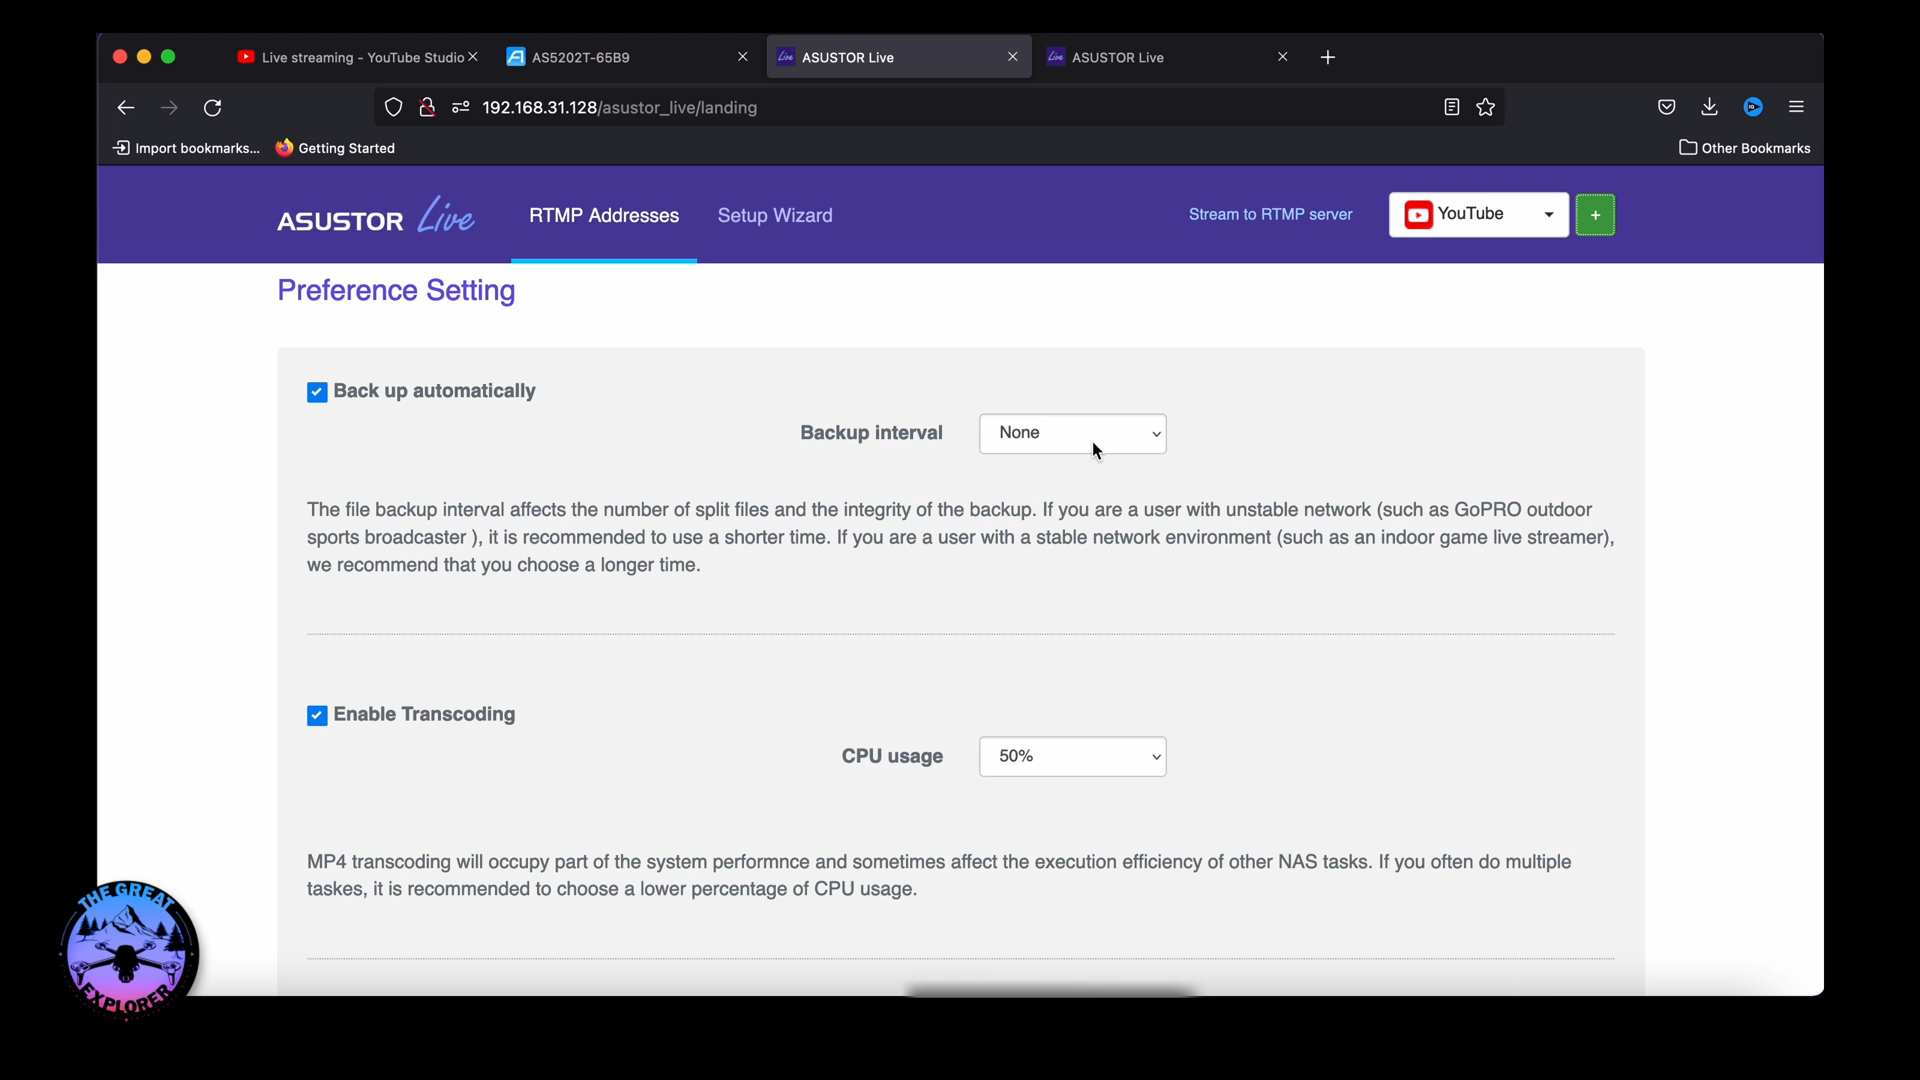 Live streaming - YouTube Studio
AS5202T-65B9
ASUSTOR Live
ASUSTOR Live
192.168.31.128/asustor_live/landing
Import bookmarks...
Getting Started
Other Bookmarks
ASUSTOR Live
RTMP Addresses
Setup Wizard
Stream to RTMP server
YouTube
+
Preference Setting
Back up automatically
Backup interval
None
The file backup interval affects the number of split files and the integrity of the backup. If you are a user with unstable network (such as GoPRO outdoor
sports broadcaster ), it is recommended to use a shorter time. If you are a user with a stable network environment (such as an indoor game live streamer),
we recommend that you choose a longer time.
Enable Transcoding
CPU usage
50%
MP4 transcoding will occupy part of the system performnce and sometimes affect the execution efficiency of other NAS tasks. If you often do multiple
taskes, it is recommended to choose a lower percentage of CPU usage.
THE GREAT
EXPLORER